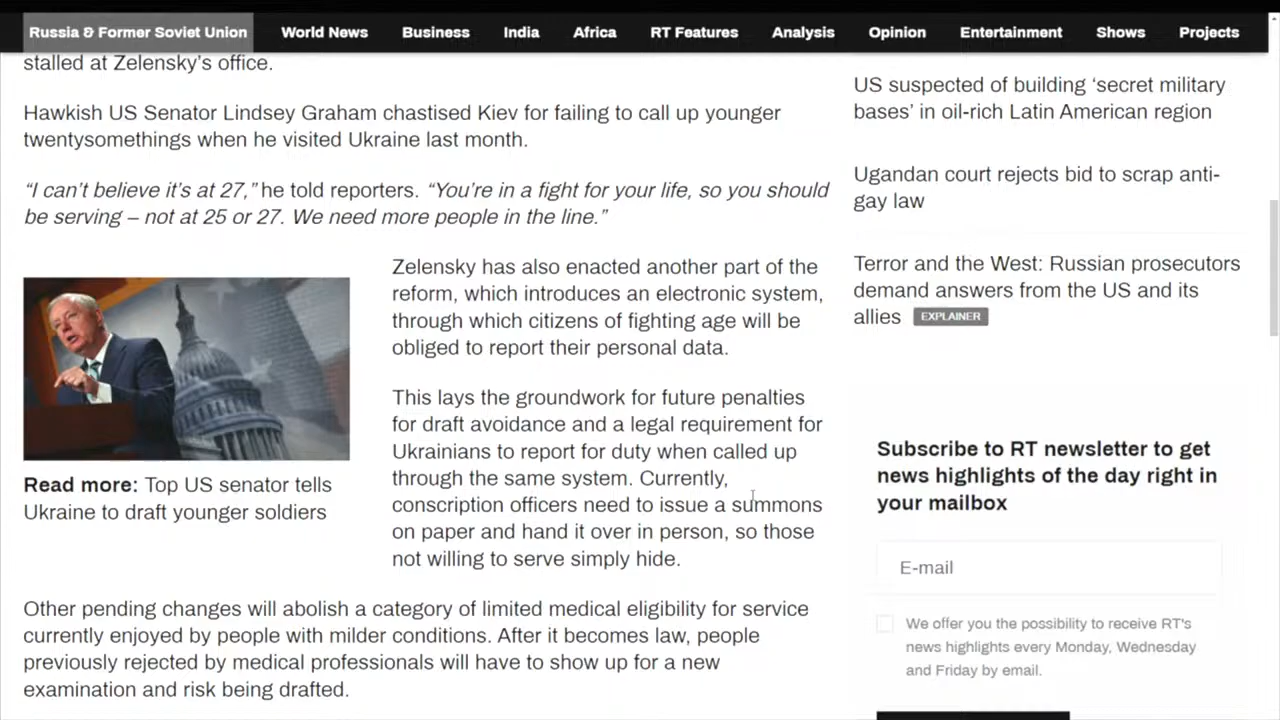 Russia & Former Soviet Union
World News
Business
India
Africa
RT Features
Analysis
Opinion
Entertainment
Shows
Projects
stalled at Zelensky’s office.
Hawkish US Senator Lindsey Graham chastised Kiev for failing to call up younger
twentysomethings when he visited Ukraine last month.
“I can’t believe it’s at 27,” he told reporters. “You’re in a fight for your life, so you should
be serving – not at 25 or 27. We need more people in the line.”
Zelensky has also enacted another part of the
reform, which introduces an electronic system,
through which citizens of fighting age will be
obliged to report their personal data.
This lays the groundwork for future penalties
for draft avoidance and a legal requirement for
Ukrainians to report for duty when called up
through the same system. Currently,
conscription officers need to issue a summons
on paper and hand it over in person, so those
not willing to serve simply hide.
Read more: Top US senator tells
Ukraine to draft younger soldiers
Other pending changes will abolish a category of limited medical eligibility for service
currently enjoyed by people with milder conditions. After it becomes law, people
previously rejected by medical professionals will have to show up for a new
examination and risk being drafted.
US suspected of building ‘secret military
bases’ in oil-rich Latin American region
Ugandan court rejects bid to scrap anti-
gay law
Terror and the West: Russian prosecutors
demand answers from the US and its
allies EXPLAINER
Subscribe to RT newsletter to get
news highlights of the day right in
your mailbox
E-mail
We offer you the possibility to receive RT's
news highlights every Monday, Wednesday
and Friday by email.